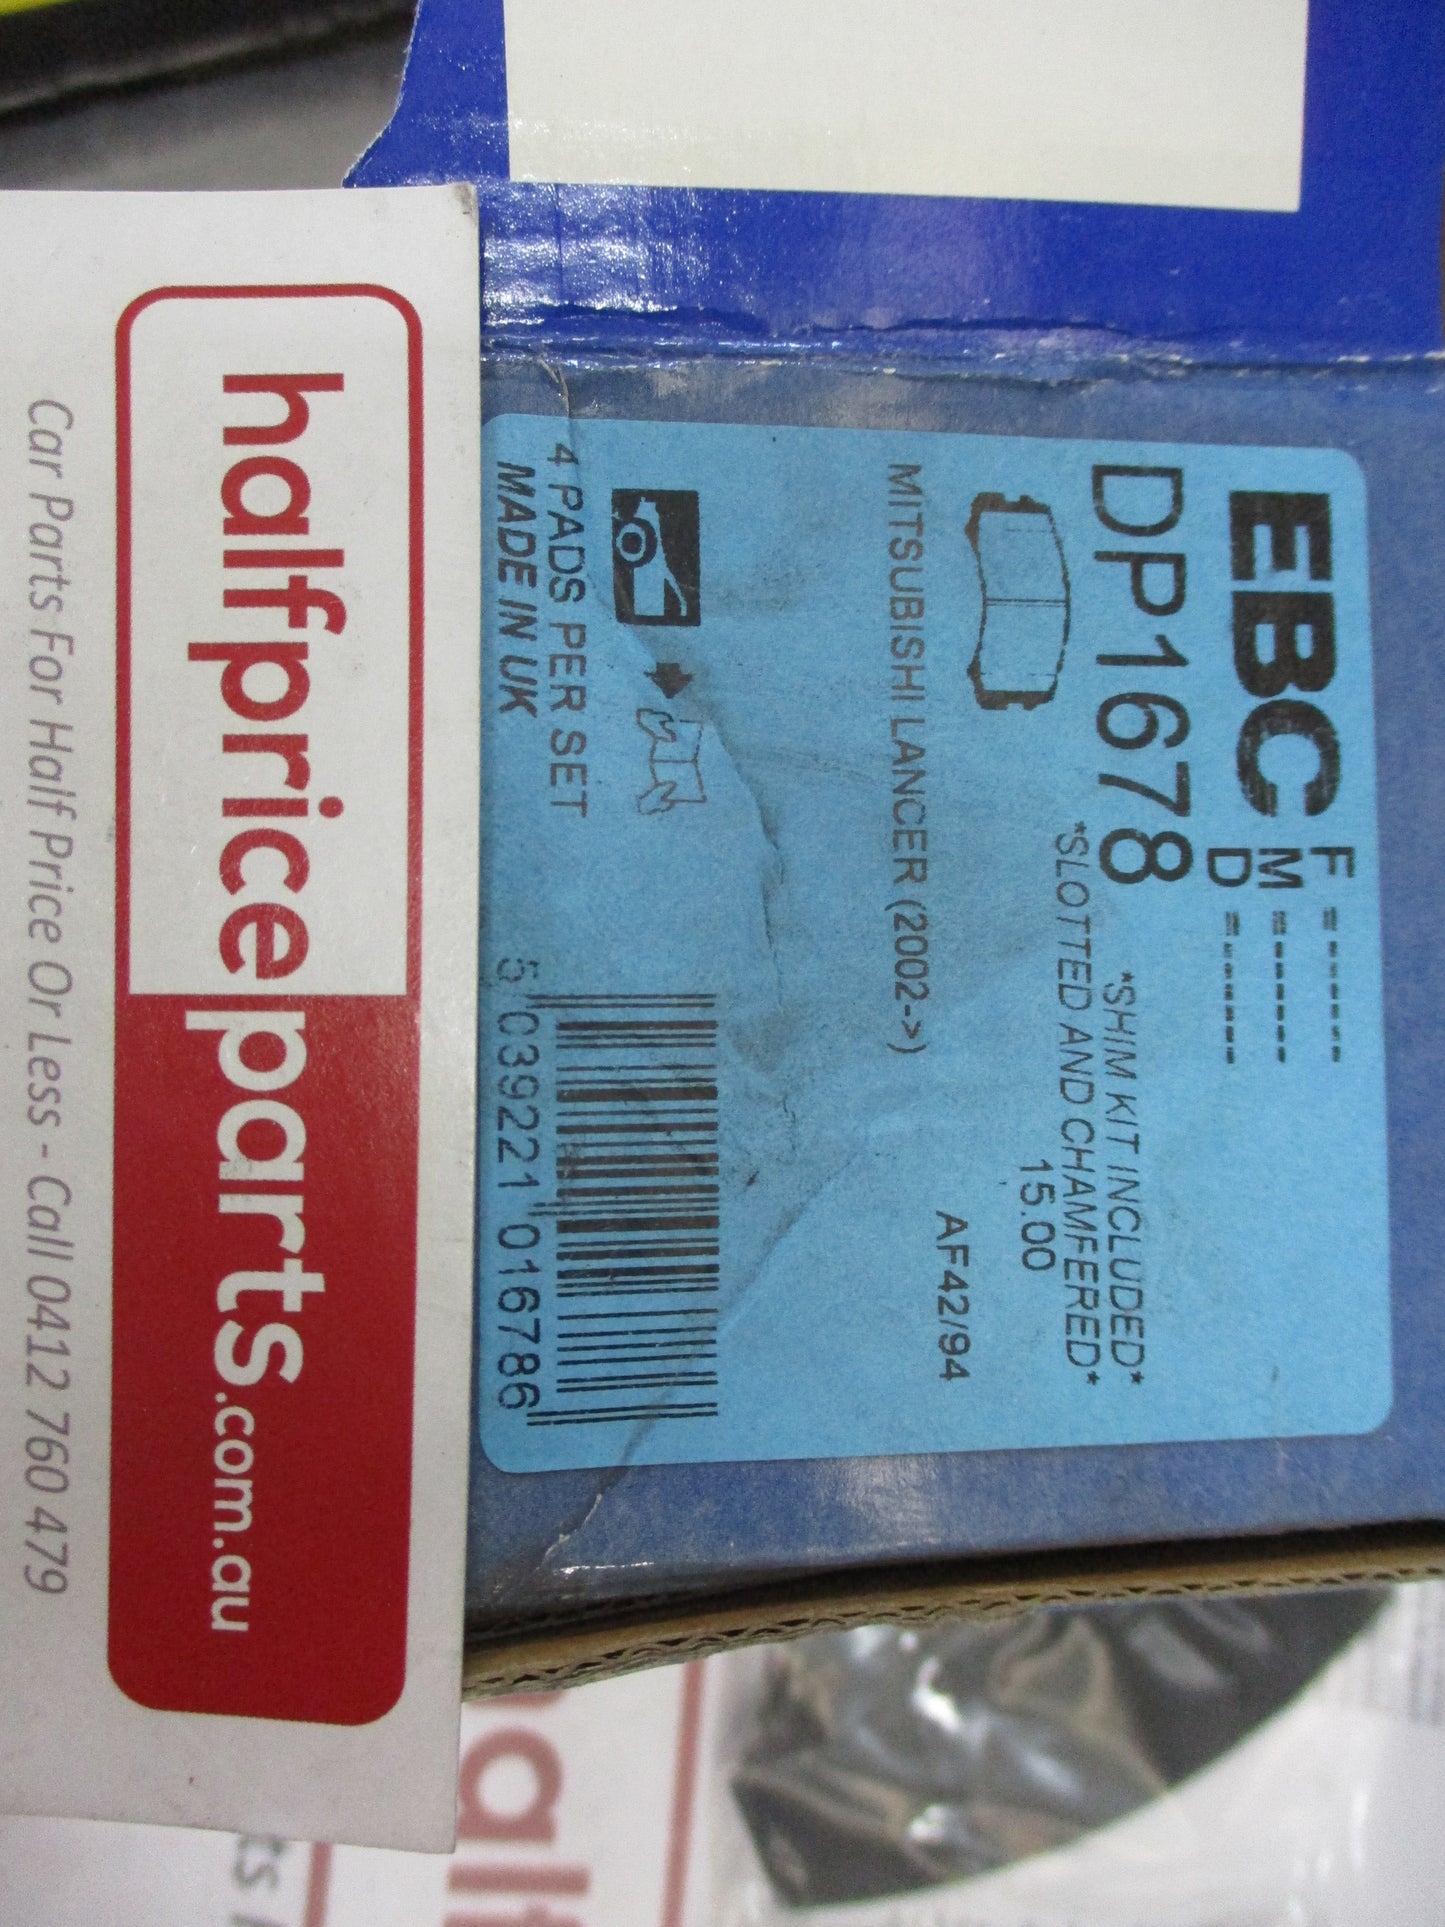 EBC
F =------
M =------
D =------
DP1678
*SHIM KIT INCLUDED*
*SLOTTED AND CHAMFERED*
15.00
AF42/94
MITSUBISHI LANCER (2002->)
4 PADS PER SET
MADE IN UK
5 039221 016786
halfpriceparts.com.au
Car Parts For Half Price Or Less - Call 0412 760 479